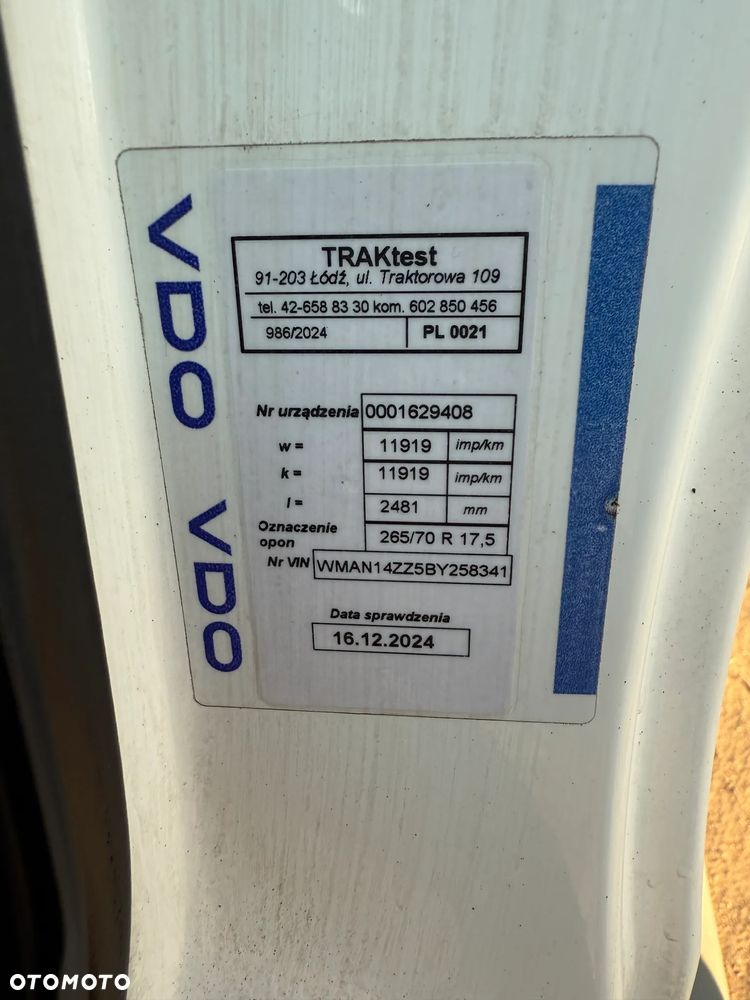 VDO VDO
TRAKtest
91-203 Łódź, ul. Traktorowa 109
tel. 42-658 83 30 kom. 602 850 456
986/2024 PL 0021
Nr urządzenia 0001629408
w = 11919 imp/km
k = 11919 imp/km
l = 2481 mm
Oznaczenie
opon 265/70 R 17,5
Nr VIN WMAN14ZZ5BY258341
Data sprawdzenia
16.12.2024
OTOMOTO